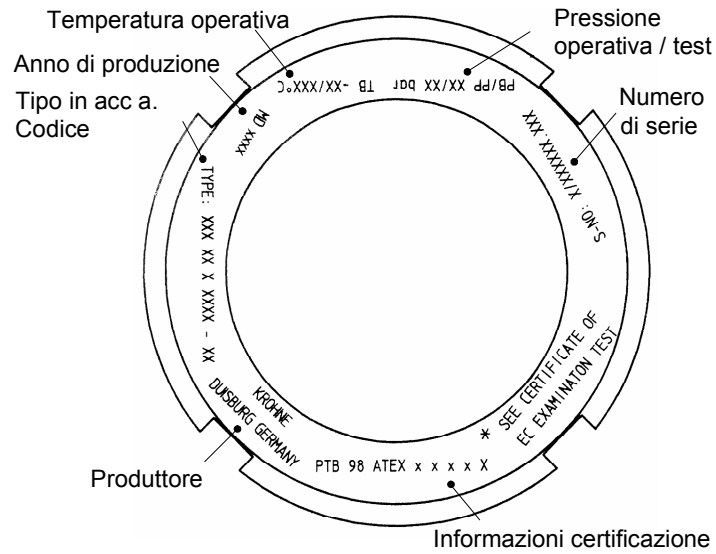 Temperatura operativa
Pressione
operativa / test
Anno di produzione
Tipo in acc a.
Codice
Numero
di serie
TB -XX/XXX°C
PB/PP XX/XX bar
MD xxxx
S-NO: X/XXXXXX.XXX
TYPE: XXX XX X XXXX - XX
KROHNE
DUISBURG GERMANY
PTB 98 ATEX x x x x X
* SEE CERTIFICATE OF
EC EXAMINATON TEST
Produttore
Informazioni certificazione